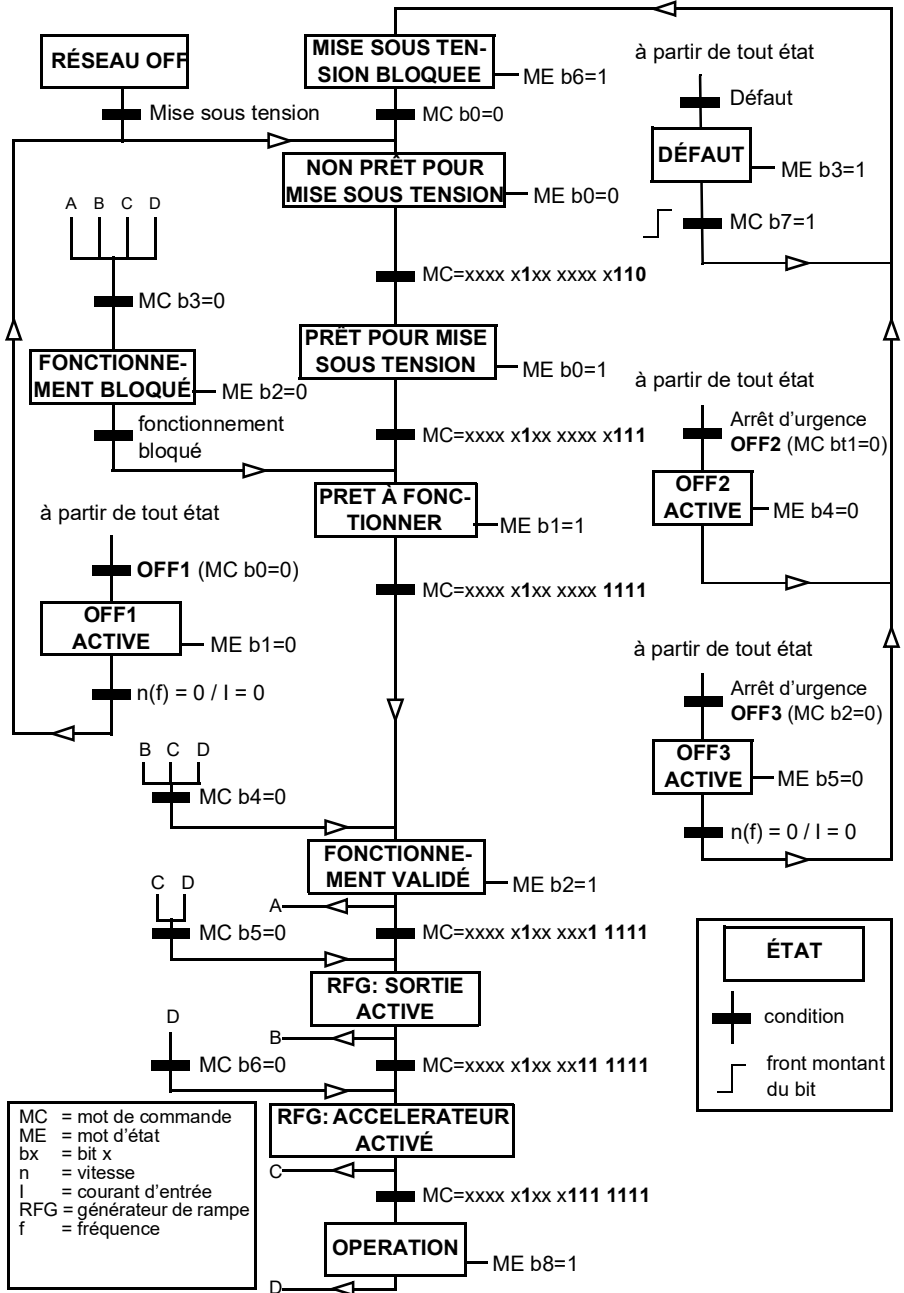 RÉSEAU OFF
Mise sous tension
MISE SOUS TEN-
SION BLOQUEE
ME b6=1
MC b0=0
NON PRÊT POUR
MISE SOUS TENSION
ME b0=0
MC=xxxx x1xx xxxx x110
à partir de tout état
Défaut
DÉFAUT
ME b3=1
MC b7=1
A B C D
MC b3=0
FONCTIONNE-
MENT BLOQUÉ
ME b2=0
fonctionnement
bloqué
PRÊT POUR MISE
SOUS TENSION
ME b0=1
MC=xxxx x1xx xxxx x111
à partir de tout état
Arrêt d'urgence
OFF2 (MC bt1=0)
OFF2
ACTIVE
ME b4=0
PRET À FONC-
TIONNER
ME b1=1
MC=xxxx x1xx xxxx 1111
à partir de tout état
OFF1 (MC b0=0)
OFF1
ACTIVE
ME b1=0
n(f) = 0 / I = 0
à partir de tout état
Arrêt d'urgence
OFF3 (MC b2=0)
OFF3
ACTIVE
ME b5=0
n(f) = 0 / I = 0
B C D
MC b4=0
FONCTIONNE-
MENT VALIDÉ
ME b2=1
A
C D
MC b5=0
MC=xxxx x1xx xxx1 1111
RFG: SORTIE
ACTIVE
B
D
MC b6=0
MC=xxxx x1xx xx11 1111
RFG: ACCELERATEUR
ACTIVÉ
C
MC=xxxx x1xx x111 1111
OPERATION
ME b8=1
D
ÉTAT
condition
front montant
du bit
MC = mot de commande
ME = mot d'état
bx = bit x
n = vitesse
I = courant d'entrée
RFG = générateur de rampe
f = fréquence